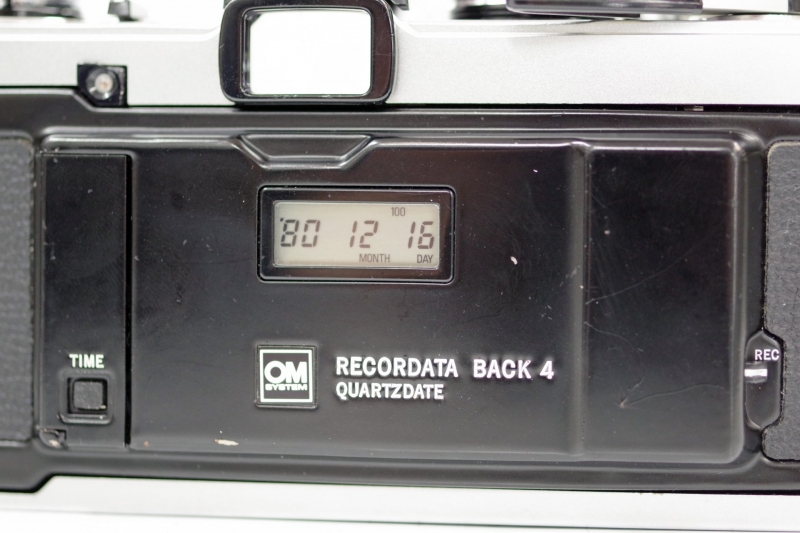 100
'80 12 16
MONTH DAY
TIME
OM
SYSTEM
RECORDATA BACK 4
QUARTZDATE
REC